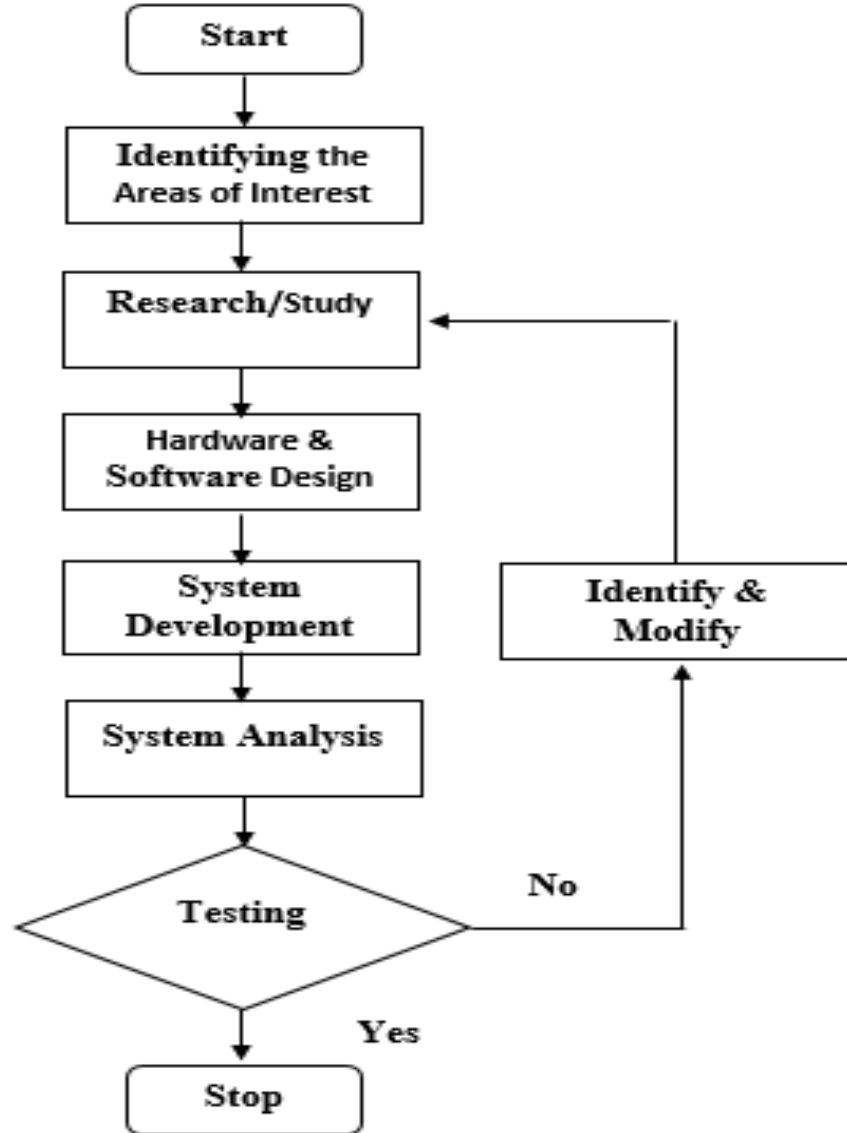 Start
Identifying the
Areas of Interest
Research/Study
Hardware &
Software Design
System
Development
Identify &
Modify
System Analysis
Testing
No
Yes
Stop